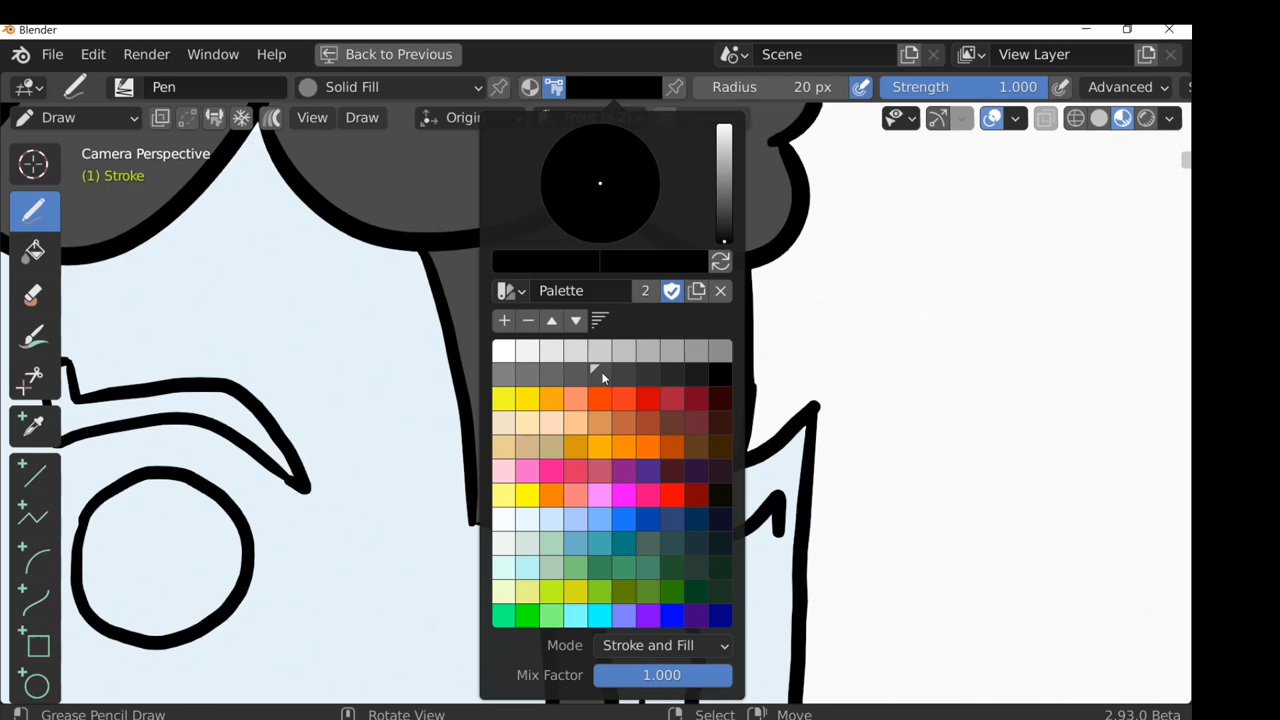 Blender
File Edit Render Window Help Back to Previous Scene View Layer
Pen Solid Fill Radius 20 px Strength 1.000 Advanced
Draw View Draw Origin Front (X-Z)
Camera Perspective
(1) Stroke
Palette 2
Mode Stroke and Fill
Mix Factor 1.000
Grease Pencil Draw Rotate View Select Move 2.93.0 Beta